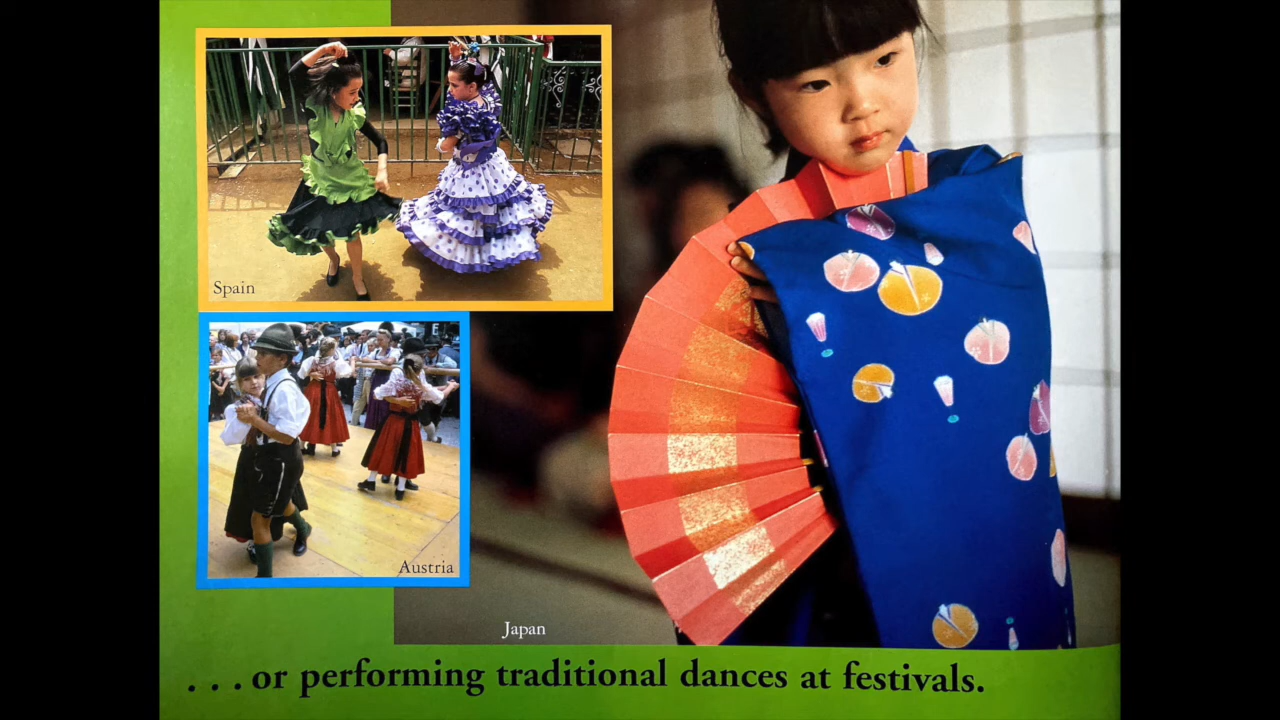 Spain
Austria
Japan
. . . or performing traditional dances at festivals.